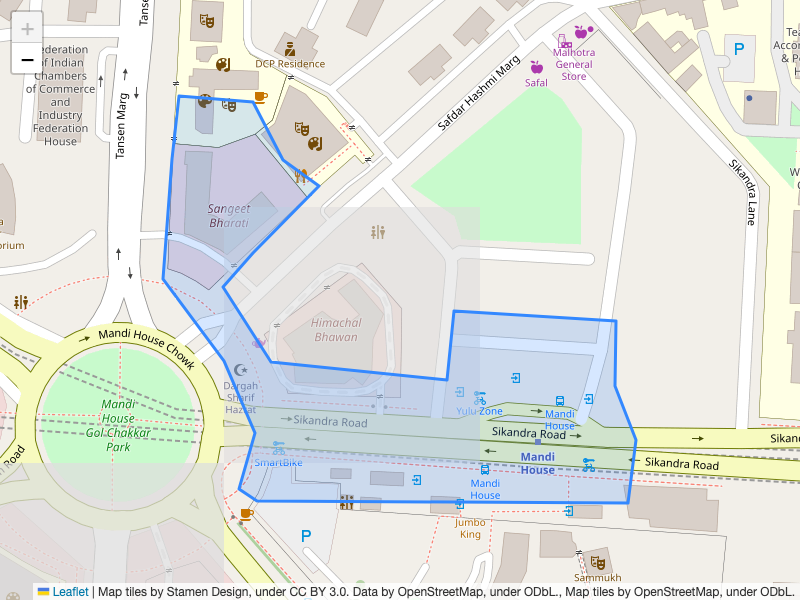 +
−
Tansen
Tansen Marg
ederation
of Indian
Chambers
of Commerce
and
Industry
Federation
House
DCP Residence
Safdar Hashmi Marg
Malhotra
General
Store
Safal
P
Sikandra Lane
Sangeet
Bharati
orium
Himachal
Bhawan
Mandi House Chowk
Mandi
House
Gol Chakkar
Park
Dargah
Sharif
Hazrat
Sikandra Road
Yulu Zone
Mandi
House
Sikandra Road
Sikan
Mandi
House
Sikandra Road
SmartBike
Mandi
House
Road
Jumbo
King
P
Sammukh
Leaflet | Map tiles by Stamen Design, under CC BY 3.0. Data by OpenStreetMap, under ODbL., Map tiles by OpenStreetMap, under ODbL.